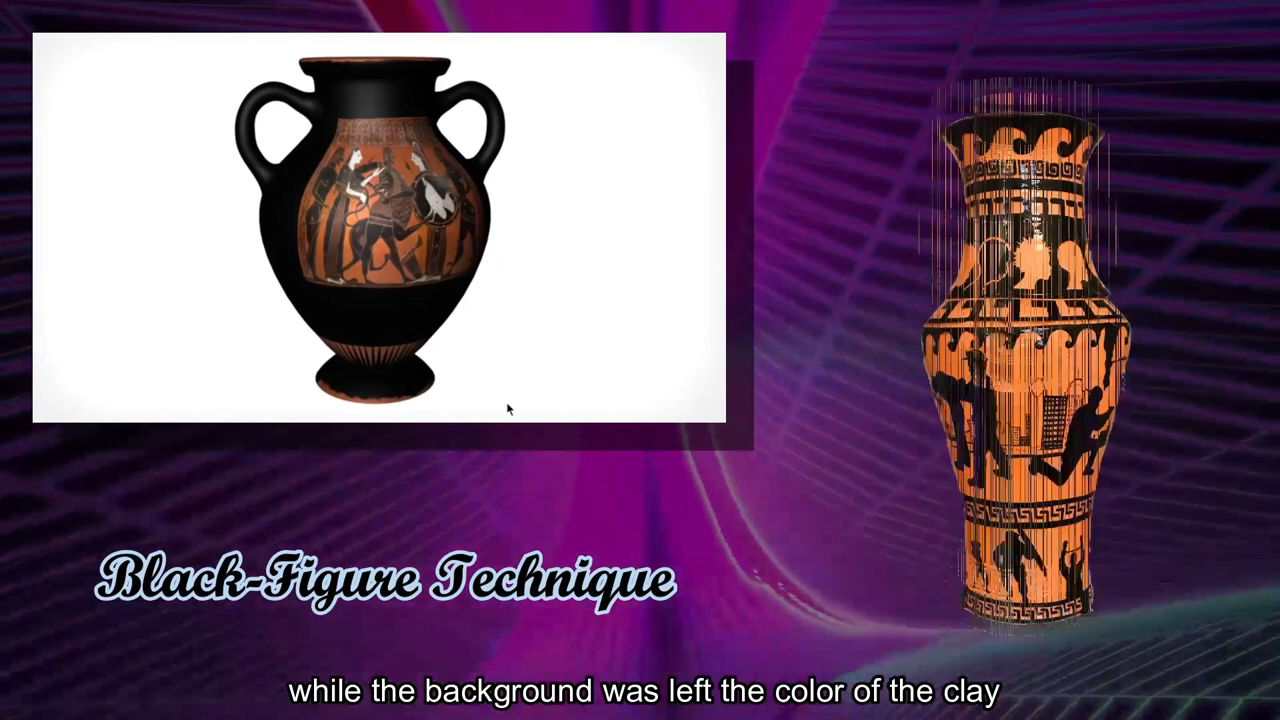 Black-Figure Technique
while the background was left the color of the clay